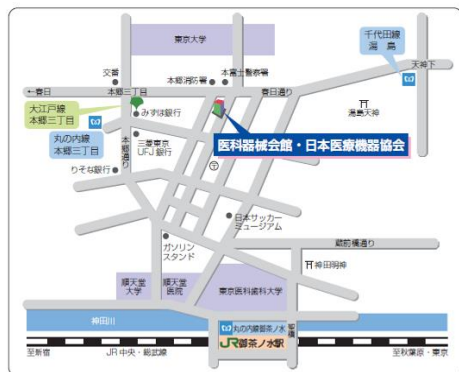 東京大学
千代田線
湯 島
天神下
交番
本郷消防署
本富士警察署
←春日
本郷三丁目
春日通り
大江戸線
本郷三丁目
みずほ銀行
湯島天神
丸の内線
本郷三丁目
三菱東京
UFJ銀行
医科器械会館・日本医療機器協会
本郷通り
りそな銀行
日本サッカー
ミュージアム
ガソリン
スタンド
蔵前橋通り
神田明神
順天堂
大学
順天堂
医院
東京医科歯科大学
神田川
丸の内線御茶ノ水
聖橋
JR御茶ノ水駅
至新宿
JR中央・総武線
至秋葉原・東京